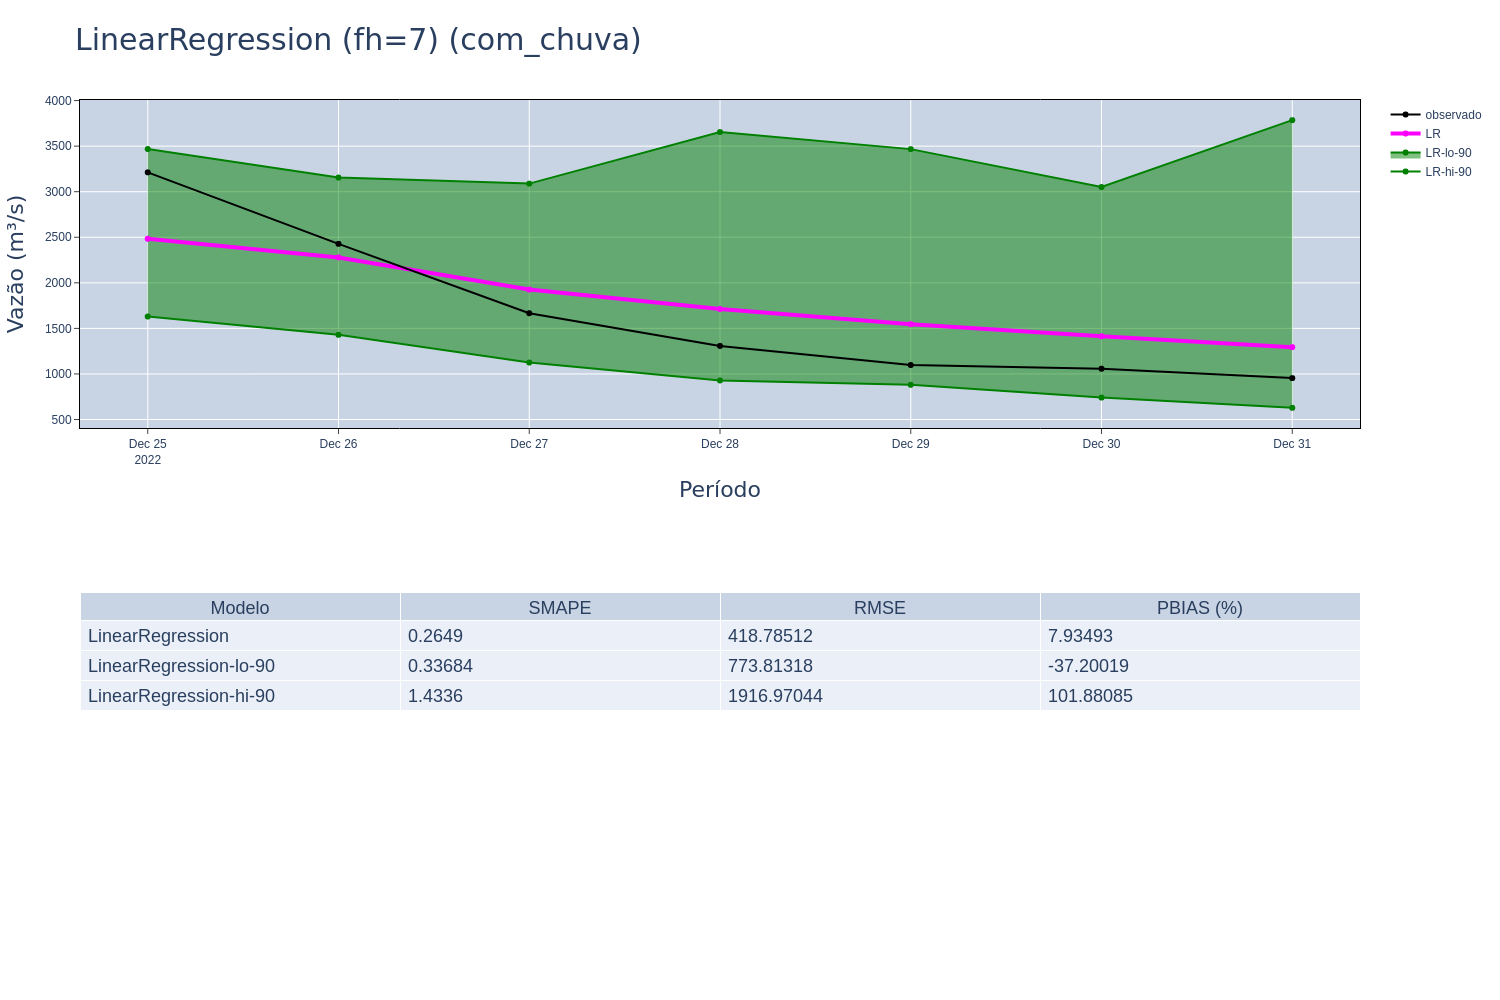 LinearRegression (fh=7) (com_chuva)
Vazão (m³/s)
4000
3500
3000
2500
2000
1500
1000
500
Dec 25 Dec 26 Dec 27 Dec 28 Dec 29 Dec 30 Dec 31
2022
Período
observado
LR
LR-lo-90
LR-hi-90
Modelo SMAPE RMSE PBIAS (%)
LinearRegression 0.2649 418.78512 7.93493
LinearRegression-lo-90 0.33684 773.81318 -37.20019
LinearRegression-hi-90 1.4336 1916.97044 101.88085